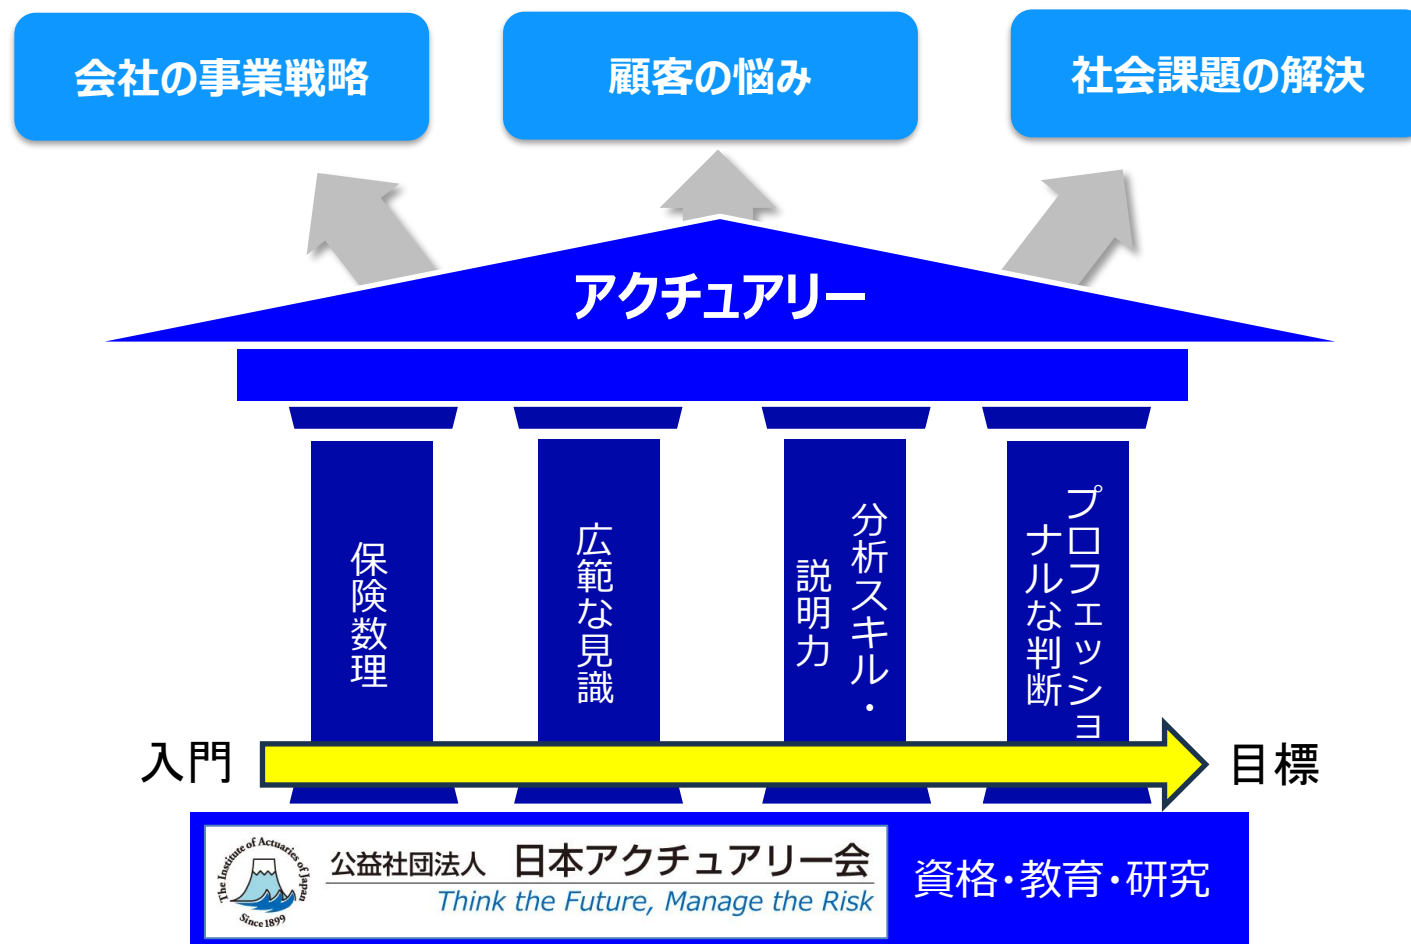 会社の事業戦略
顧客の悩み
社会課題の解決
アクチュアリー
保険数理
広範な見識
分析スキル・
説明力
プロフェッショ
ナルな判断
入門
目標
The Institute of Actuaries of Japan
Since 1899
公益社団法人 日本アクチュアリー会
Think the Future, Manage the Risk
資格・教育・研究